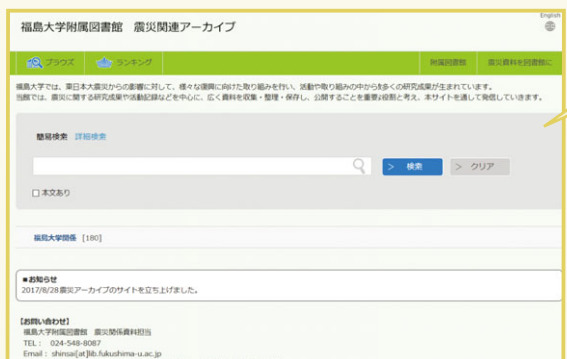 福島大学附属図書館　震災関連アーカイブ
English
ブラウズ　ランキング　附属図書館　震災資料を図書館に
福島大学では、東日本大震災からの影響に対して、様々な復興に向けた取り組みを行い、活動や取り組みの中から数多くの研究成果が生まれています。
当館では、震災に関する研究成果や活動記録などを中心に、広く資料を収集・整理・保存し、公開することを重要な役割と考え、本サイトを通して発信していきます。
簡易検索　詳細検索
> 検索　> クリア
本文あり
福島大学関係 [180]
■お知らせ
2017/8/28震災アーカイブのサイトを立ち上げました。
【お問い合わせ】
福島大学附属図書館　震災関係資料担当
TEL： 024-548-8087
Email： shinsai[at]lib.fukushima-u.ac.jp